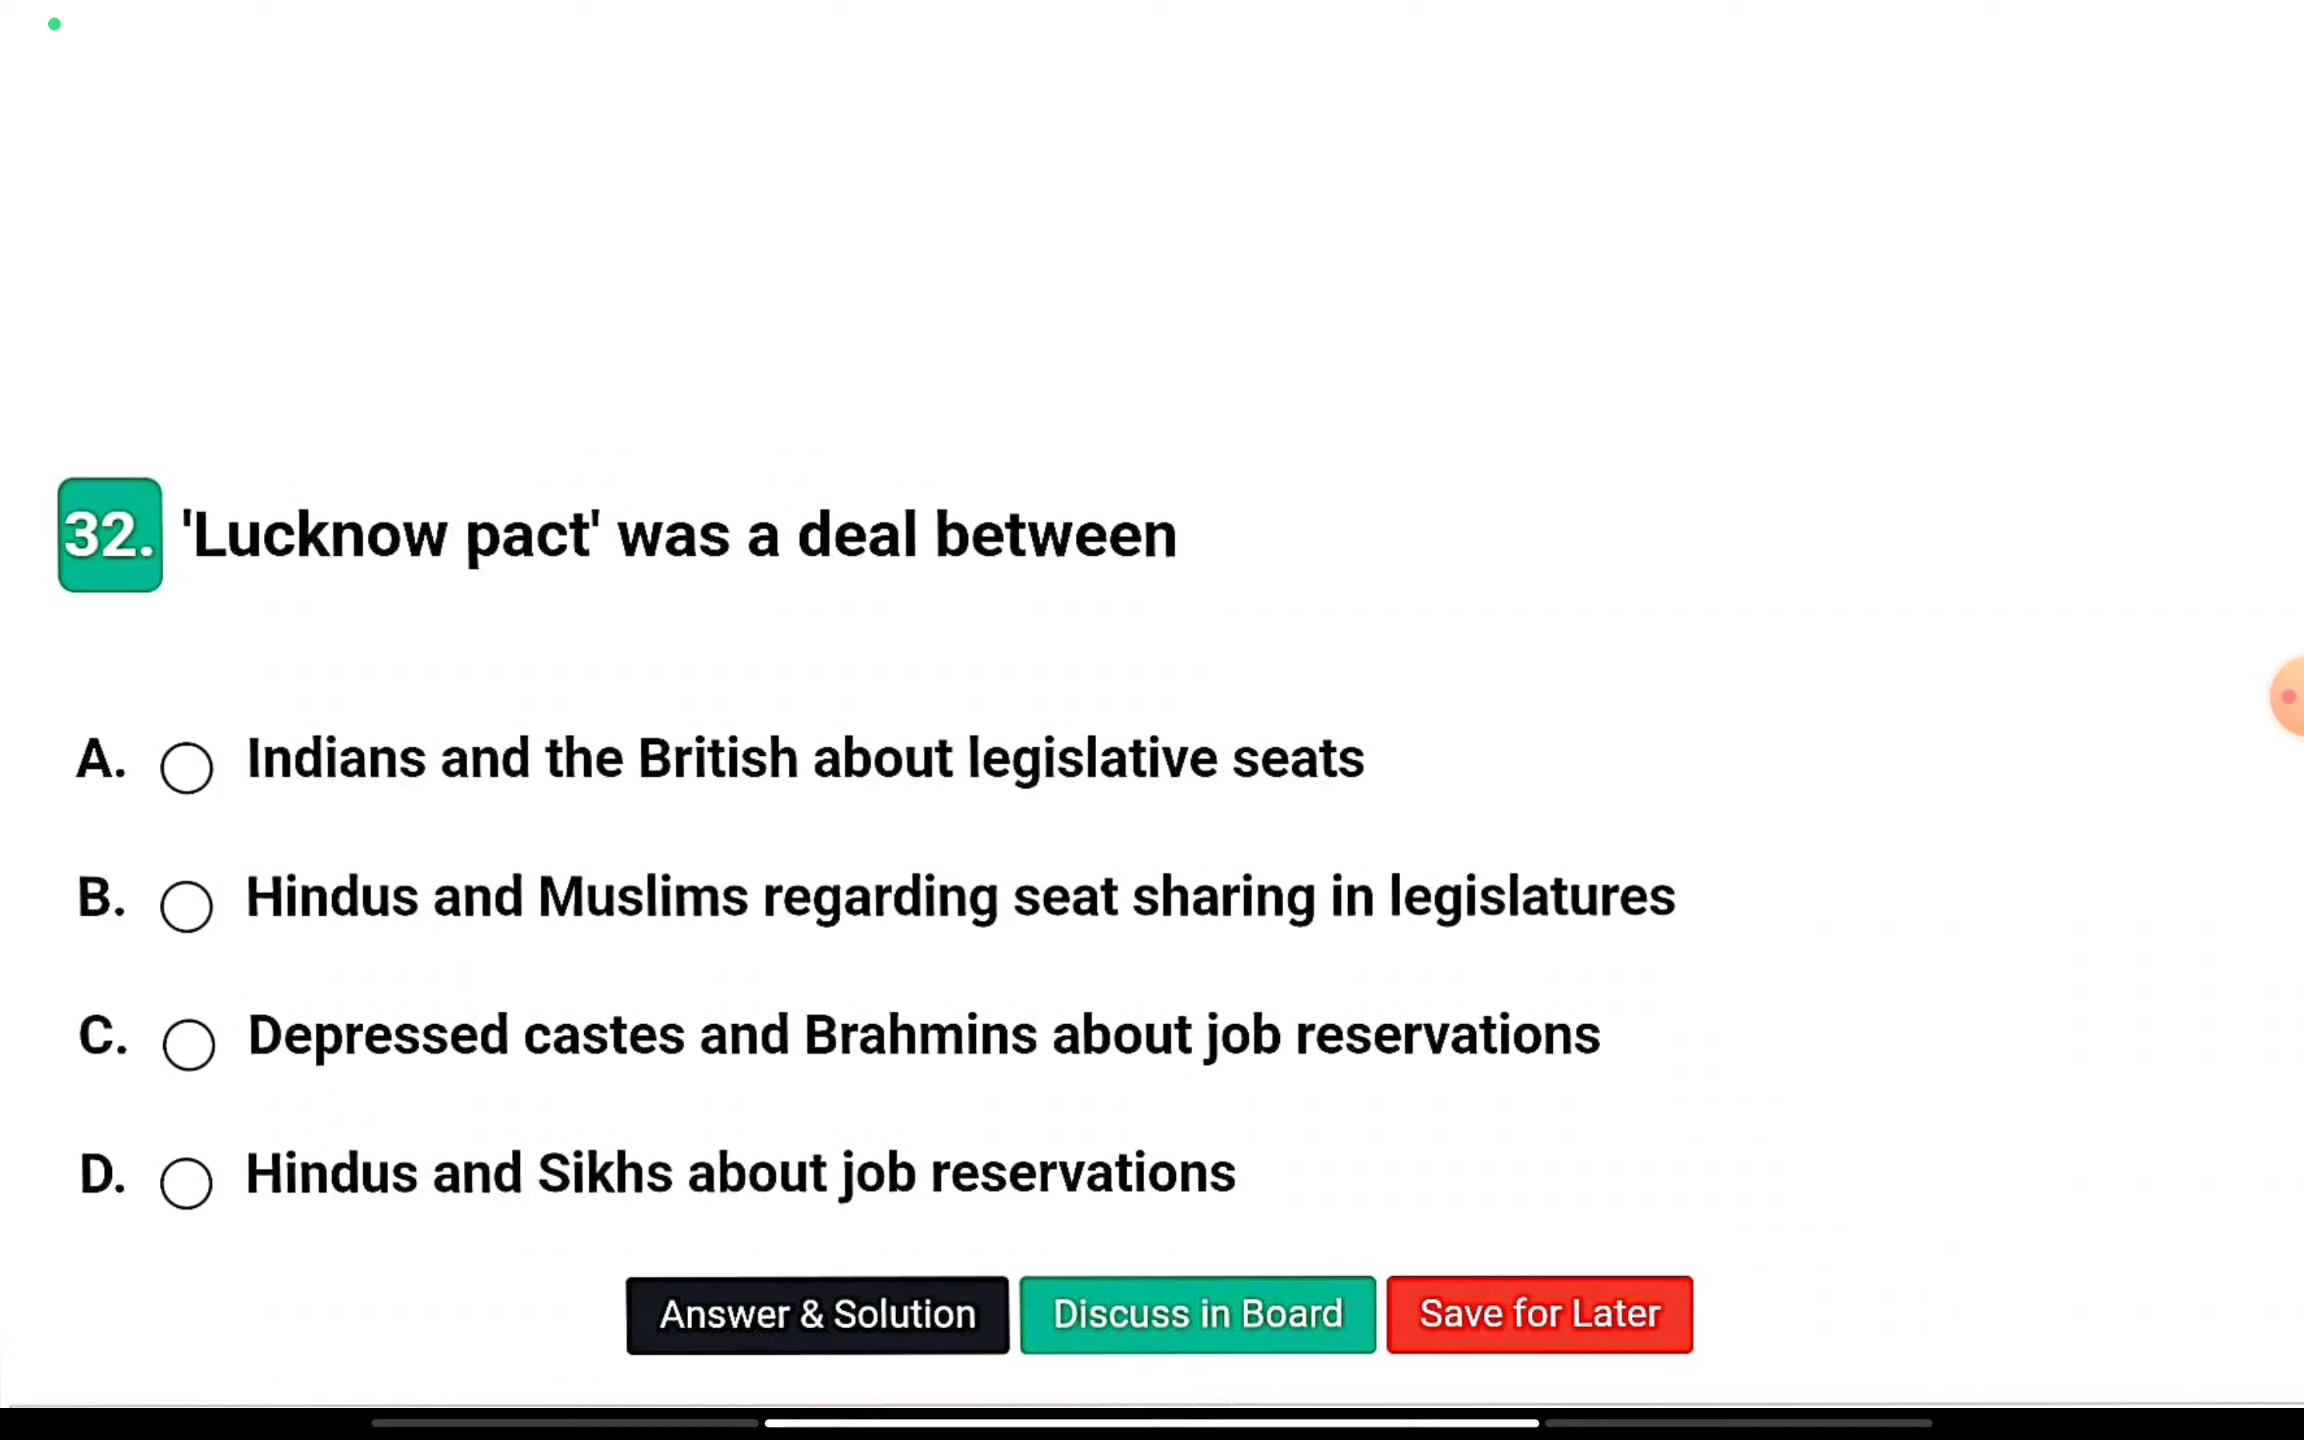 32. 'Lucknow pact' was a deal between
A. Indians and the British about legislative seats
B. Hindus and Muslims regarding seat sharing in legislatures
C. Depressed castes and Brahmins about job reservations
D. Hindus and Sikhs about job reservations
Answer & Solution Discuss in Board Save for Later